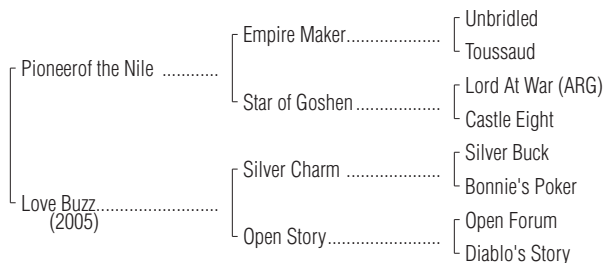 Unbridled
Empire Maker....................
Toussaud
Pioneerof the Nile ............
Lord At War (ARG)
Star of Goshen ..................
Castle Eight
Silver Buck
Silver Charm ....................
Bonnie's Poker
Love Buzz..........................
(2005)
Open Forum
Open Story........................
Diablo's Story